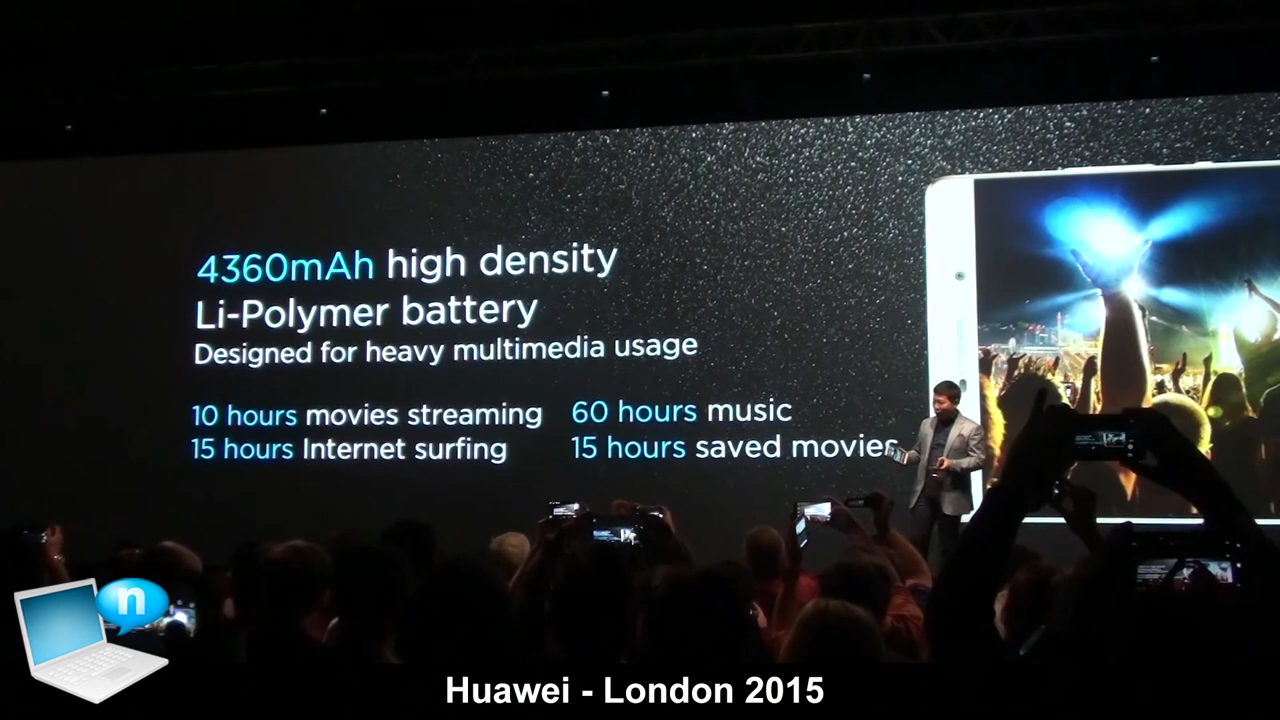 4360mAh high density
Li-Polymer battery
Designed for heavy multimedia usage
10 hours movies streaming
60 hours music
15 hours Internet surfing
15 hours saved movies
n
Huawei - London 2015